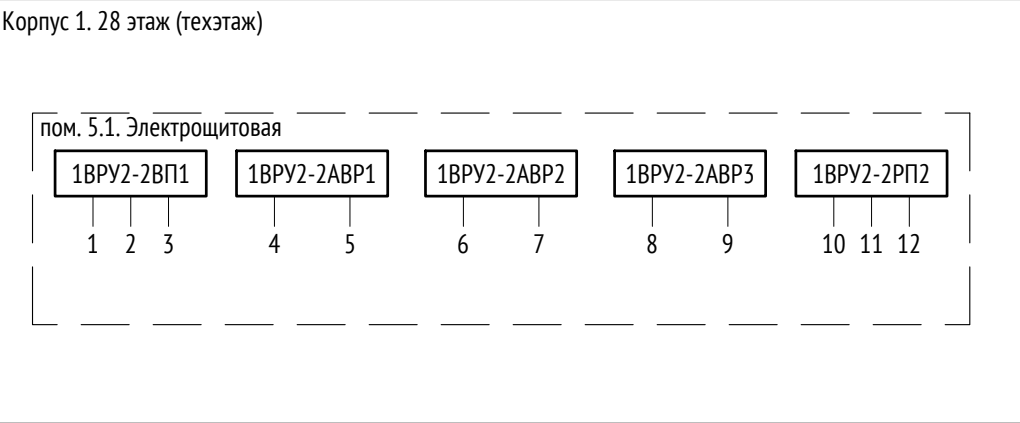 Корпус 1. 28 этаж (техэтаж)
пом. 5.1. Электрощитовая
1ВРУ2-2ВП1 1ВРУ2-2АВР1 1ВРУ2-2АВР2 1ВРУ2-2АВР3 1ВРУ2-2РП2
1 2 3 4 5 6 7 8 9 10 11 12